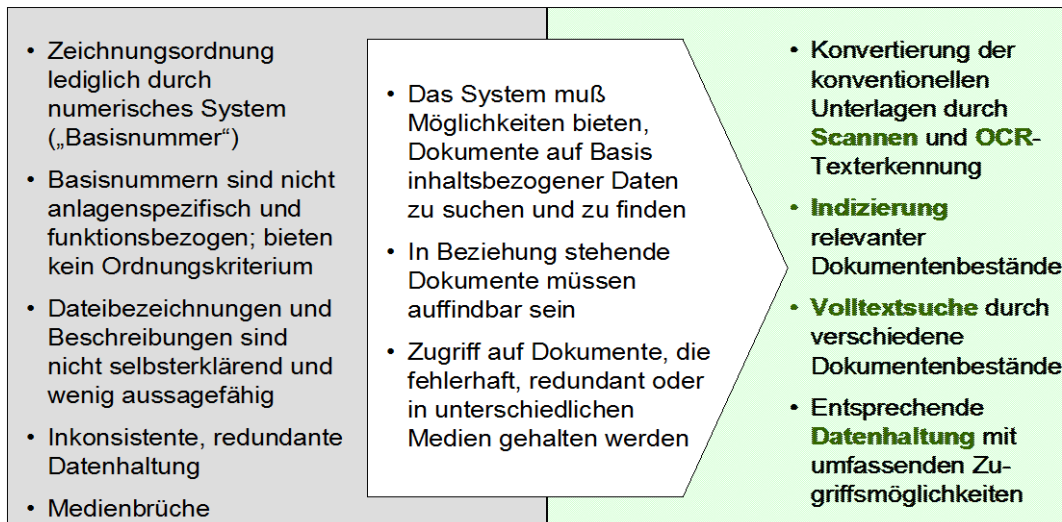 • Zeichnungsordnung
lediglich durch
numerisches System
(„Basisnummer“)
• Basisnummern sind nicht
anlagenspezifisch und
funktionsbezogen; bieten
kein Ordnungskriterium
• Dateibezeichnungen und
Beschreibungen sind
nicht selbsterklärend und
wenig aussagefähig
• Inkonsistente, redundante
Datenhaltung
• Medienbrüche
• Das System muß
Möglichkeiten bieten,
Dokumente auf Basis
inhaltsbezogener Daten
zu suchen und zu finden
• In Beziehung stehende
Dokumente müssen
auffindbar sein
• Zugriff auf Dokumente, die
fehlerhaft, redundant oder
in unterschiedlichen
Medien gehalten werden
• Konvertierung der
konventionellen
Unterlagen durch
Scannen und OCR-
Texterkennung
• Indizierung
relevanter
Dokumentenbestände
• Volltextsuche durch
verschiedene
Dokumentenbestände
• Entsprechende
Datenhaltung mit
umfassenden Zu-
griffsmöglichkeiten